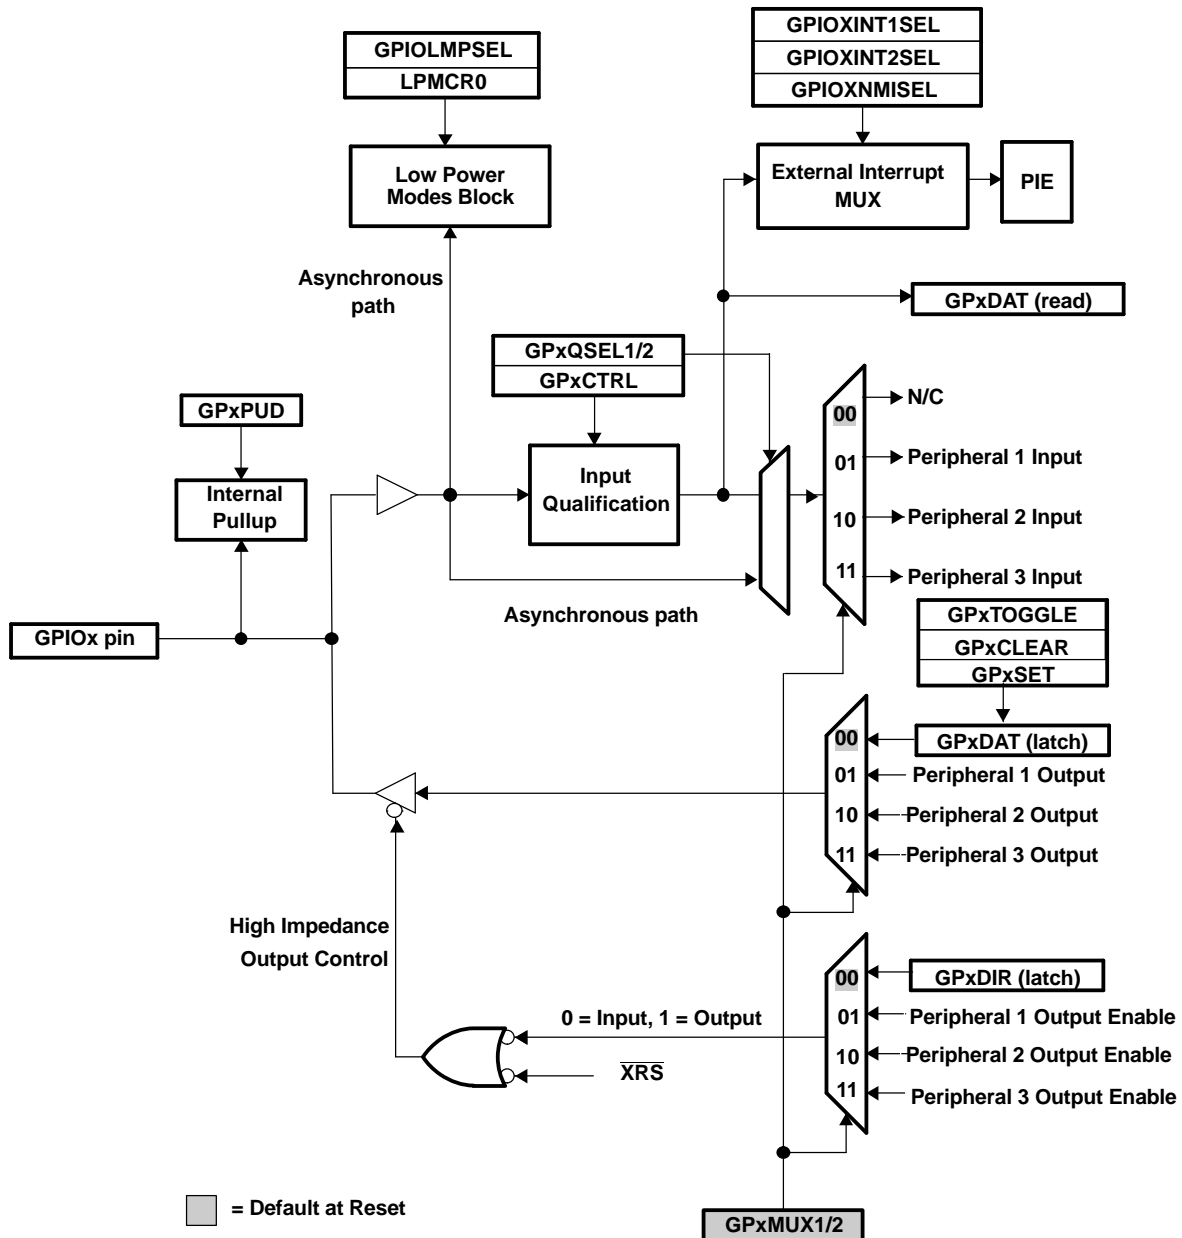 GPIOLMPSEL
LPMCR0
GPIOXINT1SEL
GPIOXINT2SEL
GPIOXNMISEL
Low Power
Modes Block
External Interrupt
MUX
PIE
Asynchronous
path
GPxDAT (read)
GPxQSEL1/2
GPxCTRL
GPxPUD
Internal
Pullup
Input
Qualification
00
01
10
11
N/C
Peripheral 1 Input
Peripheral 2 Input
Peripheral 3 Input
Asynchronous path
GPIOx pin
GPxTOGGLE
GPxCLEAR
GPxSET
00
01
10
11
GPxDAT (latch)
Peripheral 1 Output
Peripheral 2 Output
Peripheral 3 Output
High Impedance
Output Control
00
01
10
11
GPxDIR (latch)
Peripheral 1 Output Enable
Peripheral 2 Output Enable
Peripheral 3 Output Enable
0 = Input, 1 = Output
XRS
= Default at Reset
GPxMUX1/2